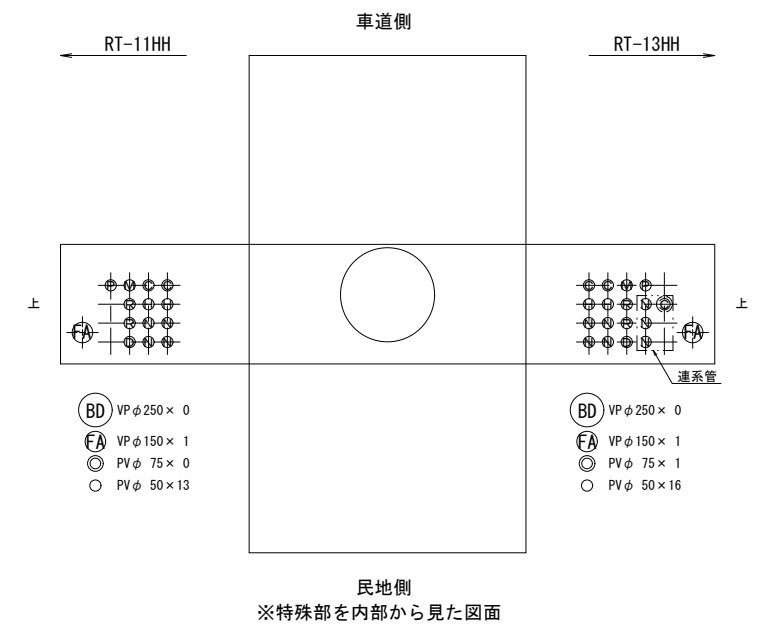 車道側
RT-11HH
RT-13HH
上
上
P M C C
C C M P
R H H
H H R N C
FA
R N N
N N R N
FA
D N N
N N D N
連系管
BD VPφ250× 0
FA VPφ150× 1
PVφ 75× 0
PVφ 50×13
BD VPφ250× 0
FA VPφ150× 1
PVφ 75× 1
PVφ 50×16
民地側
※特殊部を内部から見た図面